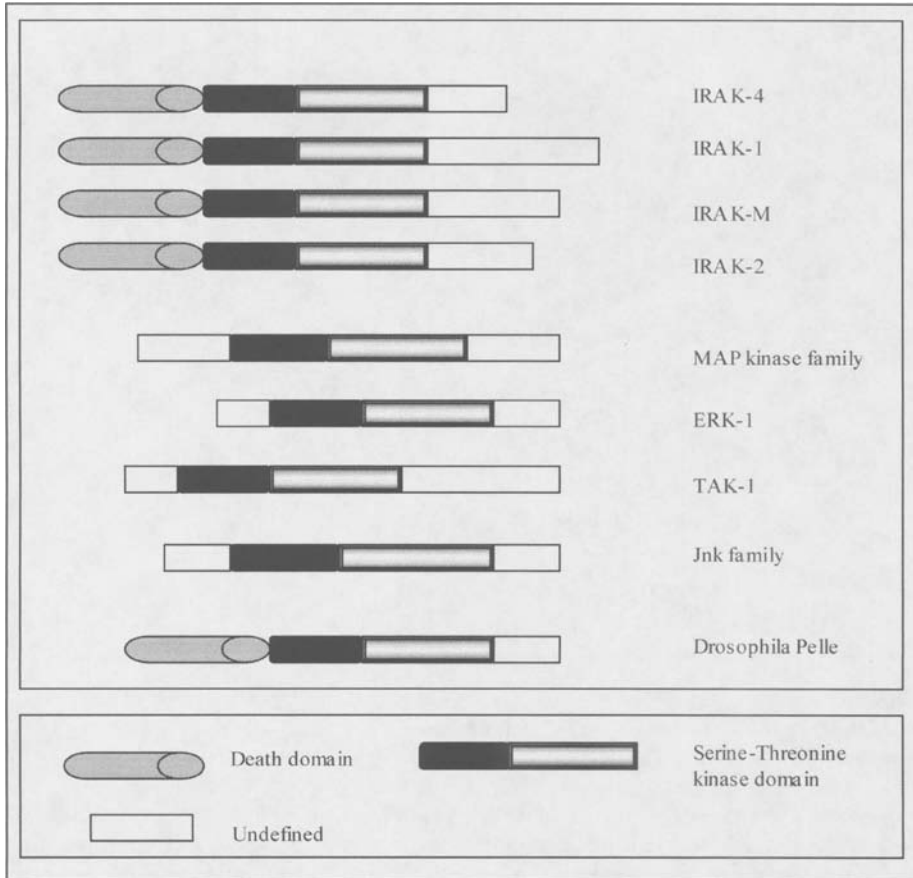 IRAK-4
IRAK-1
IRAK-M
IRAK-2
MAP kinase family
ERK-1
TAK-1
Jnk family
Drosophila Pelle
Death domain
Serine-Threonine
kinase domain
Undefined